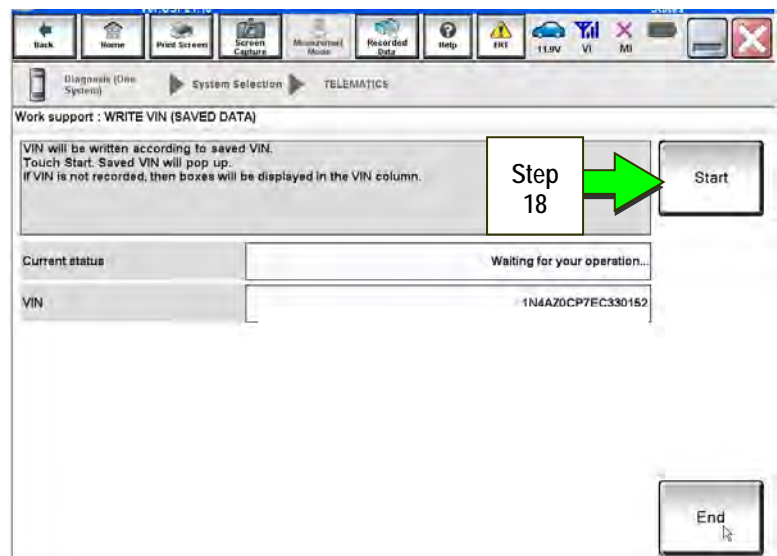 Back
Home
Print Screen
Screen Capture
Measurement Mode
Recorded Data
Help
ERT
11.9V
VI
MI
Diagnosis (One System)
System Selection
TELEMATICS
Work support : WRITE VIN (SAVED DATA)
VIN will be written according to saved VIN.
Touch Start. Saved VIN will pop up.
If VIN is not recorded, then boxes will be displayed in the VIN column.
Step
18
Start
Current status
Waiting for your operation...
VIN
1N4AZ0CP7EC330152
End